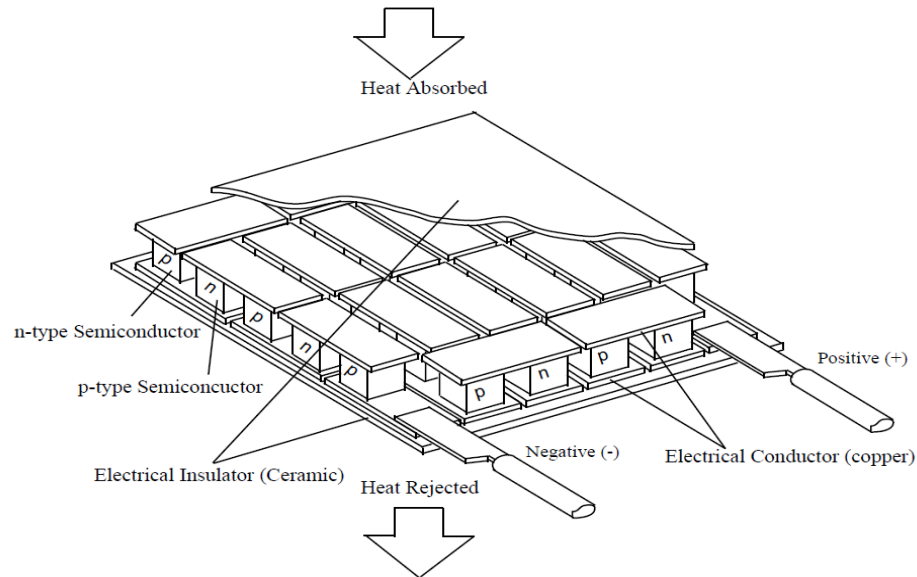 Heat Absorbed
p
n
n-type Semiconductor
p
n
p-type Semiconcuctor
p
p
n
p
n
Positive (+)
Electrical Insulator (Ceramic)
Negative (-)
Electrical Conductor (copper)
Heat Rejected